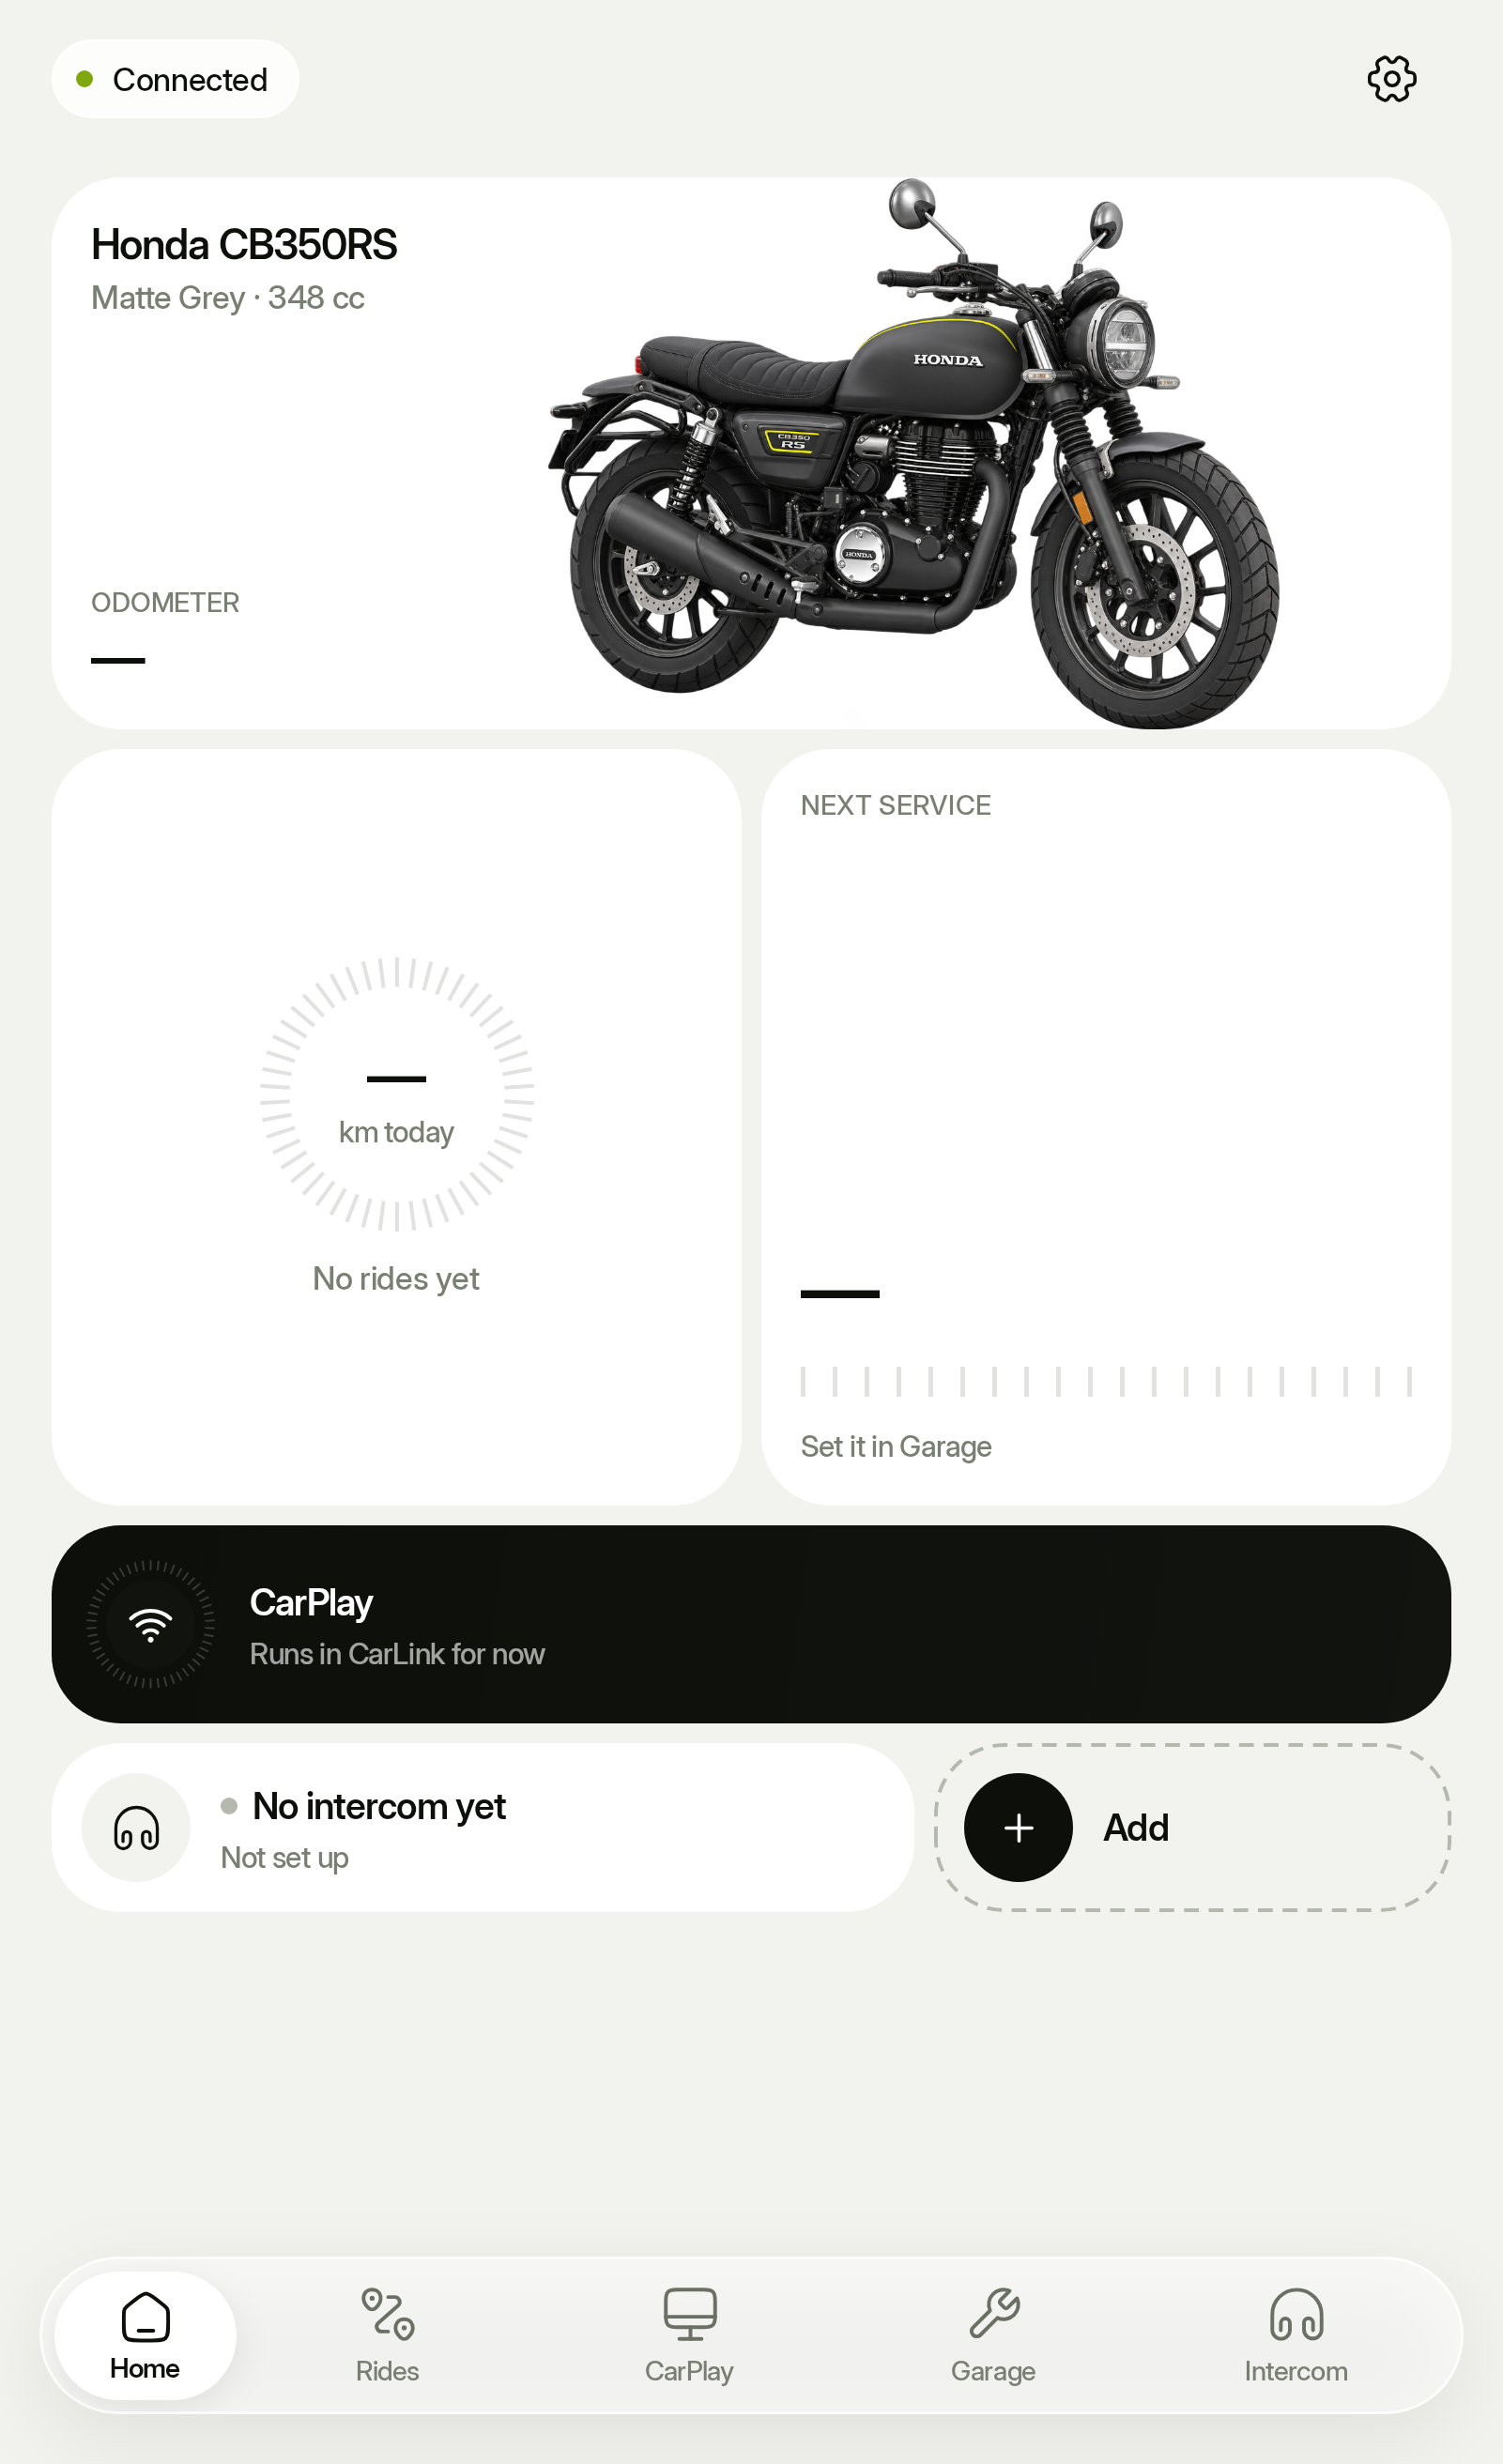 Connected
Honda CB350RS
Matte Grey · 348 cc
HONDA
CB350
RS
HONDA
ODOMETER
—
NEXT SERVICE
—
km today
No rides yet
—
Set it in Garage
CarPlay
Runs in CarLink for now
No intercom yet
Not set up
Add
Home
Rides
CarPlay
Garage
Intercom